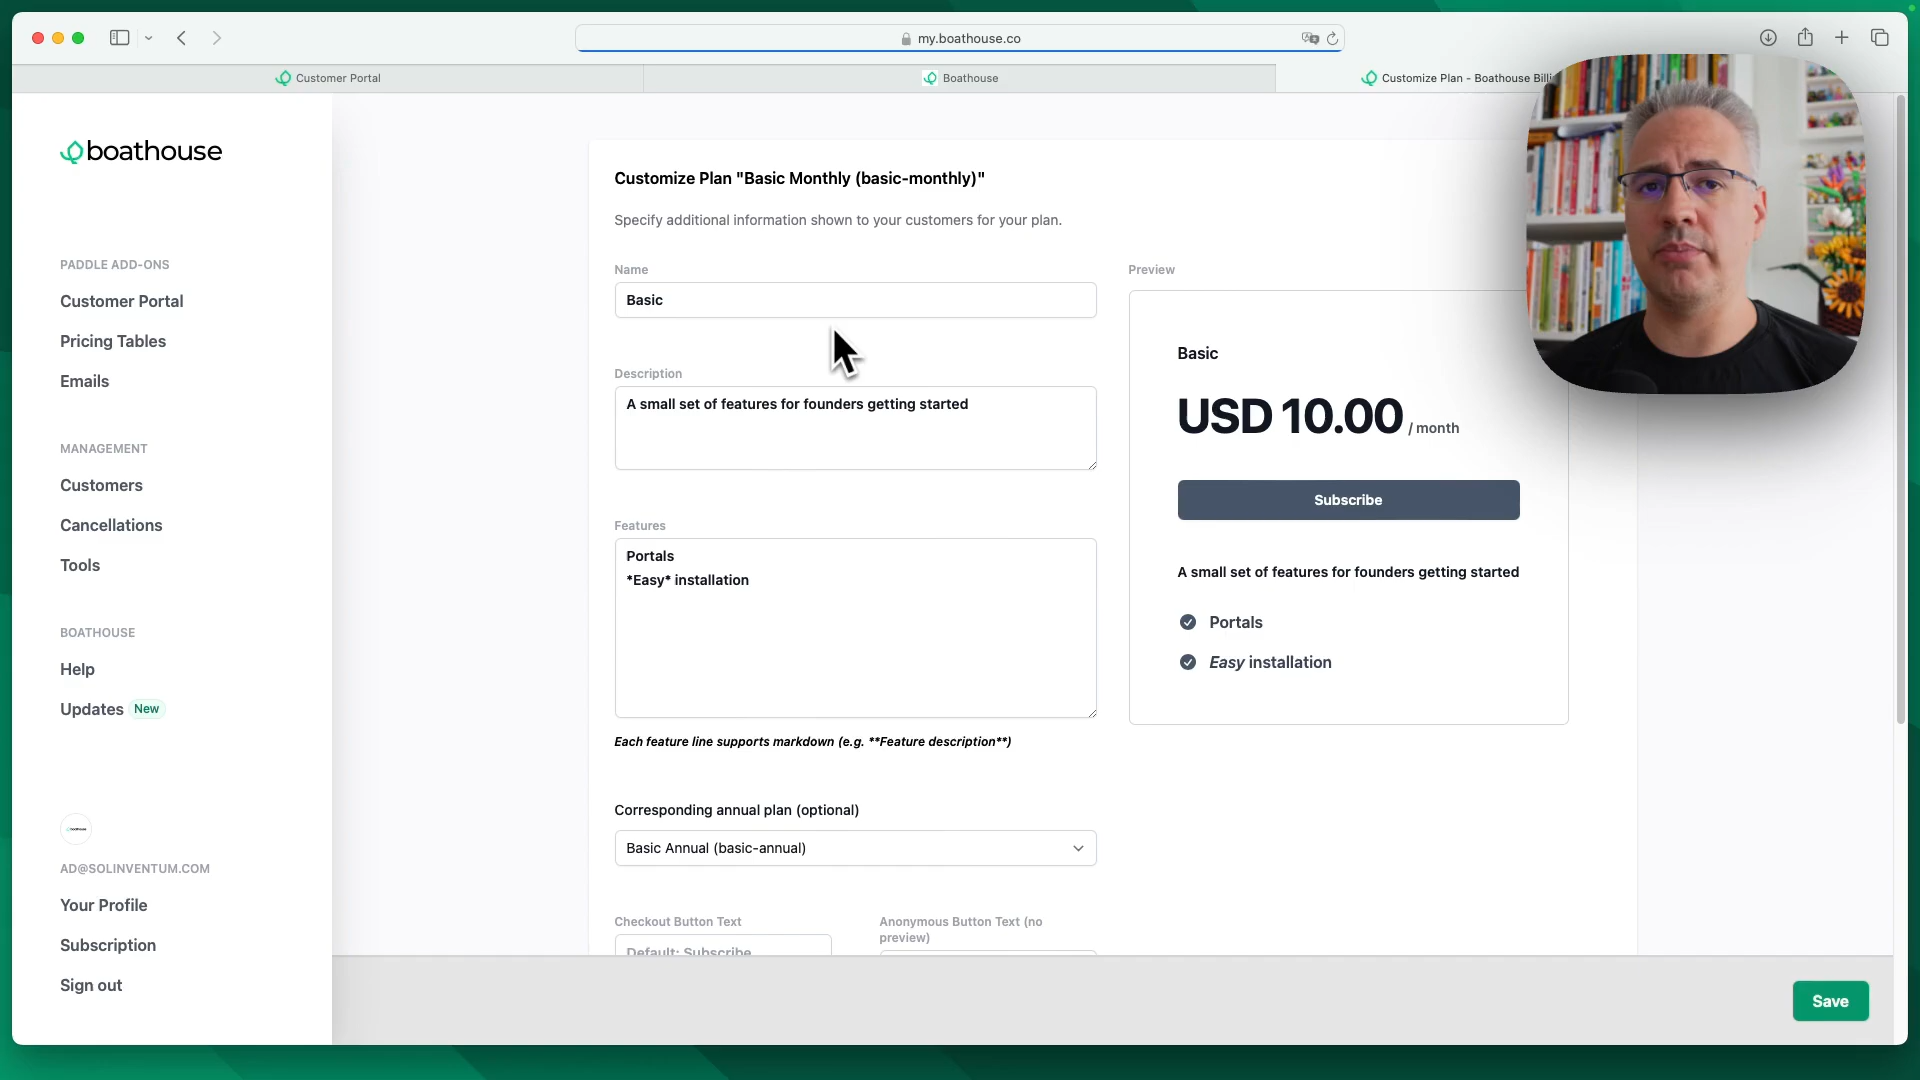 my.boathouse.co
Customer Portal
Boathouse
Customize Plan - Boathouse Billi
boathouse
PADDLE ADD-ONS
Customer Portal
Pricing Tables
Emails
MANAGEMENT
Customers
Cancellations
Tools
BOATHOUSE
Help
Updates New
AD@SOLINVENTUM.COM
Your Profile
Subscription
Sign out
Customize Plan "Basic Monthly (basic-monthly)"
Specify additional information shown to your customers for your plan.
Name
Basic
Description
A small set of features for founders getting started
Features
Portals
*Easy* installation
Each feature line supports markdown (e.g. **Feature description**)
Corresponding annual plan (optional)
Basic Annual (basic-annual)
Checkout Button Text
Default: Subscribe
Anonymous Button Text (no
preview)
Preview
Basic
USD 10.00 / month
Subscribe
A small set of features for founders getting started
Portals
Easy installation
Save